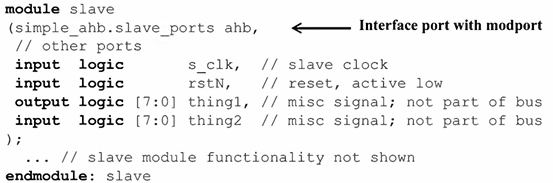 module slave
(simple_ahb.slave_ports ahb, Interface port with modport
// other ports
input logic s_clk, // slave clock
input logic rstN, // reset, active low
output logic [7:0] thing1, // misc signal; not part of bus
input logic [7:0] thing2 // misc signal; not part of bus
);
... // slave module functionality not shown
endmodule: slave